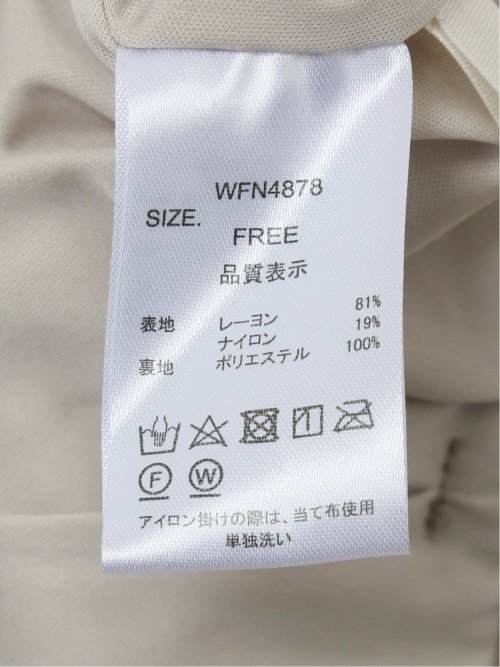 WFN4878
SIZE.
FREE
品質表示
表地 レーヨン 81%
ナイロン 19%
裏地 ポリエステル 100%
F W
アイロン掛けの際は、当て布使用
単独洗い